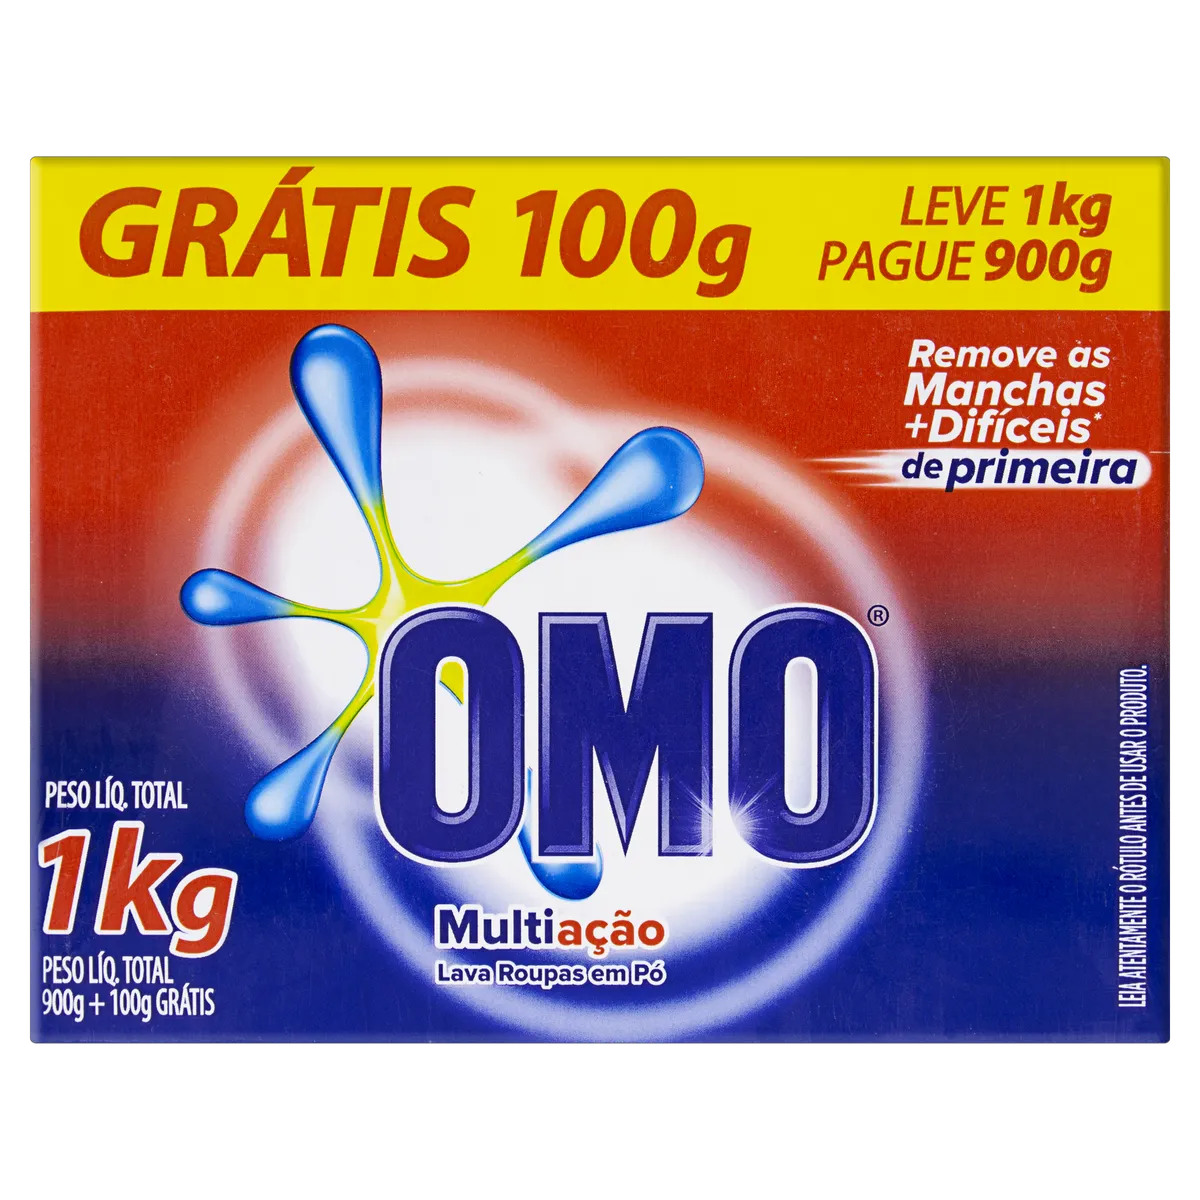 GRÁTIS 100g
LEVE 1kg
PAGUE 900g
Remove as
Manchas
+Difíceis*
de primeira
OMO®
Multiação
Lava Roupas em Pó
PESO LÍQ. TOTAL
1kg
PESO LÍQ. TOTAL
900g + 100g GRÁTIS
LEIA ATENTAMENTE O RÓTULO ANTES DE USAR O PRODUTO.